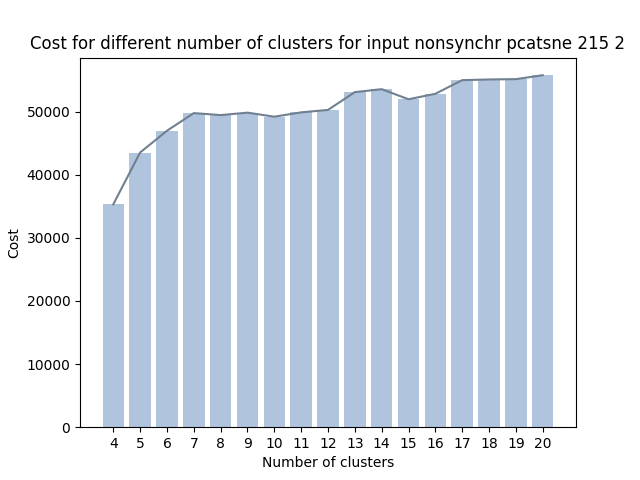 Cost for different number of clusters for input nonsynchr pcatsne 215 2
50000
40000
30000
20000
10000
0
Cost
4 5 6 7 8 9 10 11 12 13 14 15 16 17 18 19 20
Number of clusters